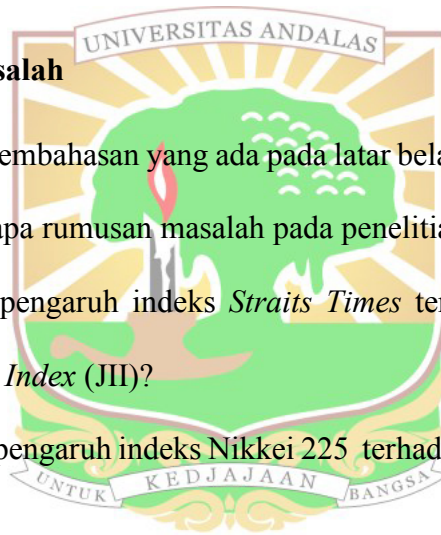 UNIVERSITAS ANDALAS
salah
embahasan yang ada pada latar bela
apa rumusan masalah pada penelitia
pengaruh indeks Straits Times ter
Index (JII)?
pengaruh indeks Nikkei 225 terhad
UNTUK KEDJAJAAN BANGSA